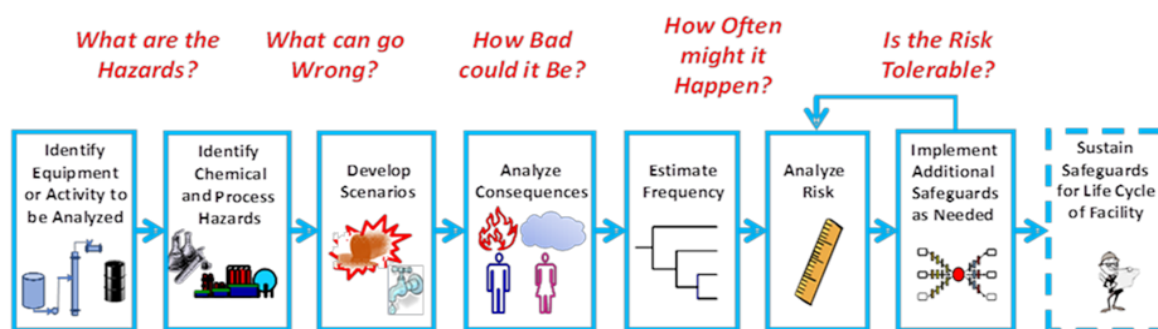 What are the
Hazards?
What can go
Wrong?
How Bad
could it Be?
How Often
might it
Happen?
Is the Risk
Tolerable?
Identify
Equipment
or Activity to
be Analyzed
Identify
Chemical
and Process
Hazards
Develop
Scenarios
Analyze
Consequences
Estimate
Frequency
Analyze
Risk
Implement
Additional
Safeguards
as Needed
Sustain
Safeguards
for Life Cycle
of Facility